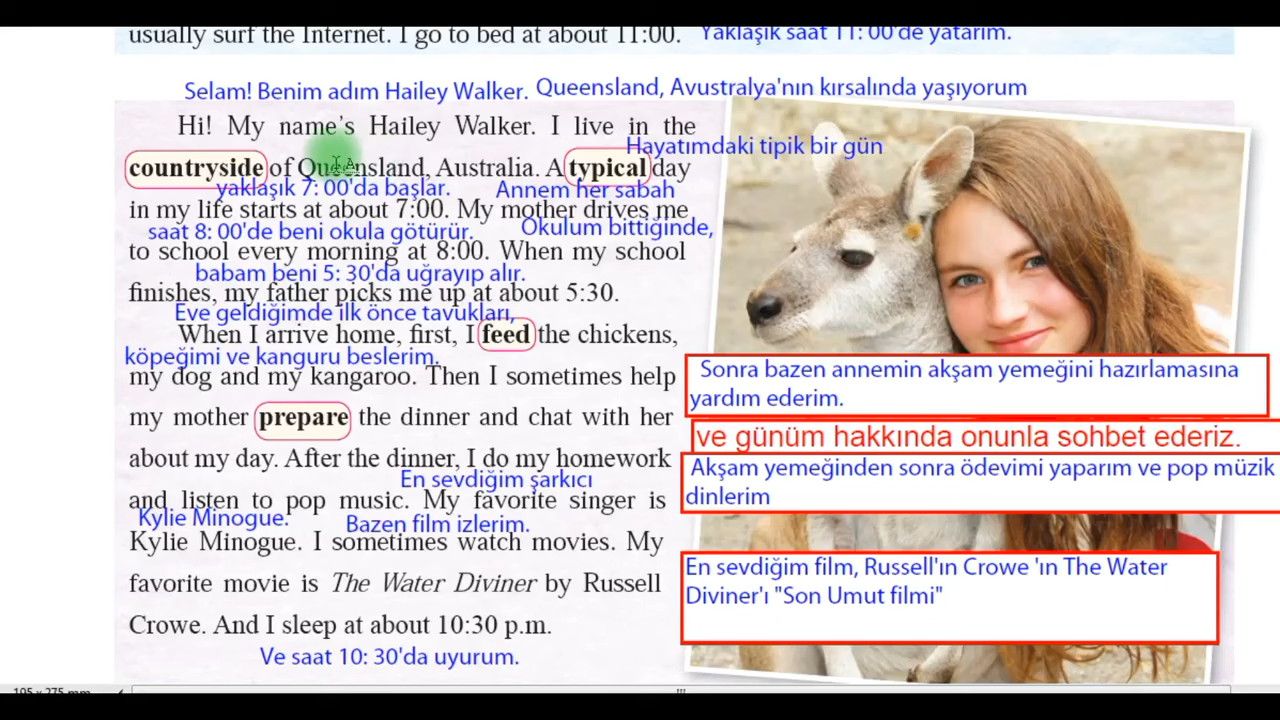 usually surf the Internet. I go to bed at about 11:00. Yaklaşık saat 11: 00'de yatarım.
Selam! Benim adım Hailey Walker. Queensland, Avustralya'nın kırsalında yaşıyorum
Hi! My name's Hailey Walker. I live in the
Hayatımdaki tipik bir gün
countryside of Queensland, Australia. A typical day
yaklaşık 7: 00'da başlar. Annem her sabah
in my life starts at about 7:00. My mother drives me
saat 8: 00'de beni okula götürür. Okulum bittiğinde,
to school every morning at 8:00. When my school
babam beni 5: 30'da uğrayıp alır.
finishes, my father picks me up at about 5:30.
Eve geldiğimde ilk önce tavukları,
When I arrive home, first, I feed the chickens,
köpeğimi ve kanguru beslerim.
my dog and my kangaroo. Then I sometimes help
Sonra bazen annemin akşam yemeğini hazırlamasına
yardım ederim.
my mother prepare the dinner and chat with her
ve günüm hakkında onunla sohbet ederiz.
about my day. After the dinner, I do my homework
Akşam yemeğinden sonra ödevimi yaparım ve pop müzik
dinlerim
En sevdiğim şarkıcı
and listen to pop music. My favorite singer is
Kylie Minogue. Bazen film izlerim.
Kylie Minogue. I sometimes watch movies. My
En sevdiğim film, Russell'ın Crowe 'ın The Water
Diviner'ı "Son Umut filmi"
favorite movie is The Water Diviner by Russell
Crowe. And I sleep at about 10:30 p.m.
Ve saat 10: 30'da uyurum.
195 x 275 mm